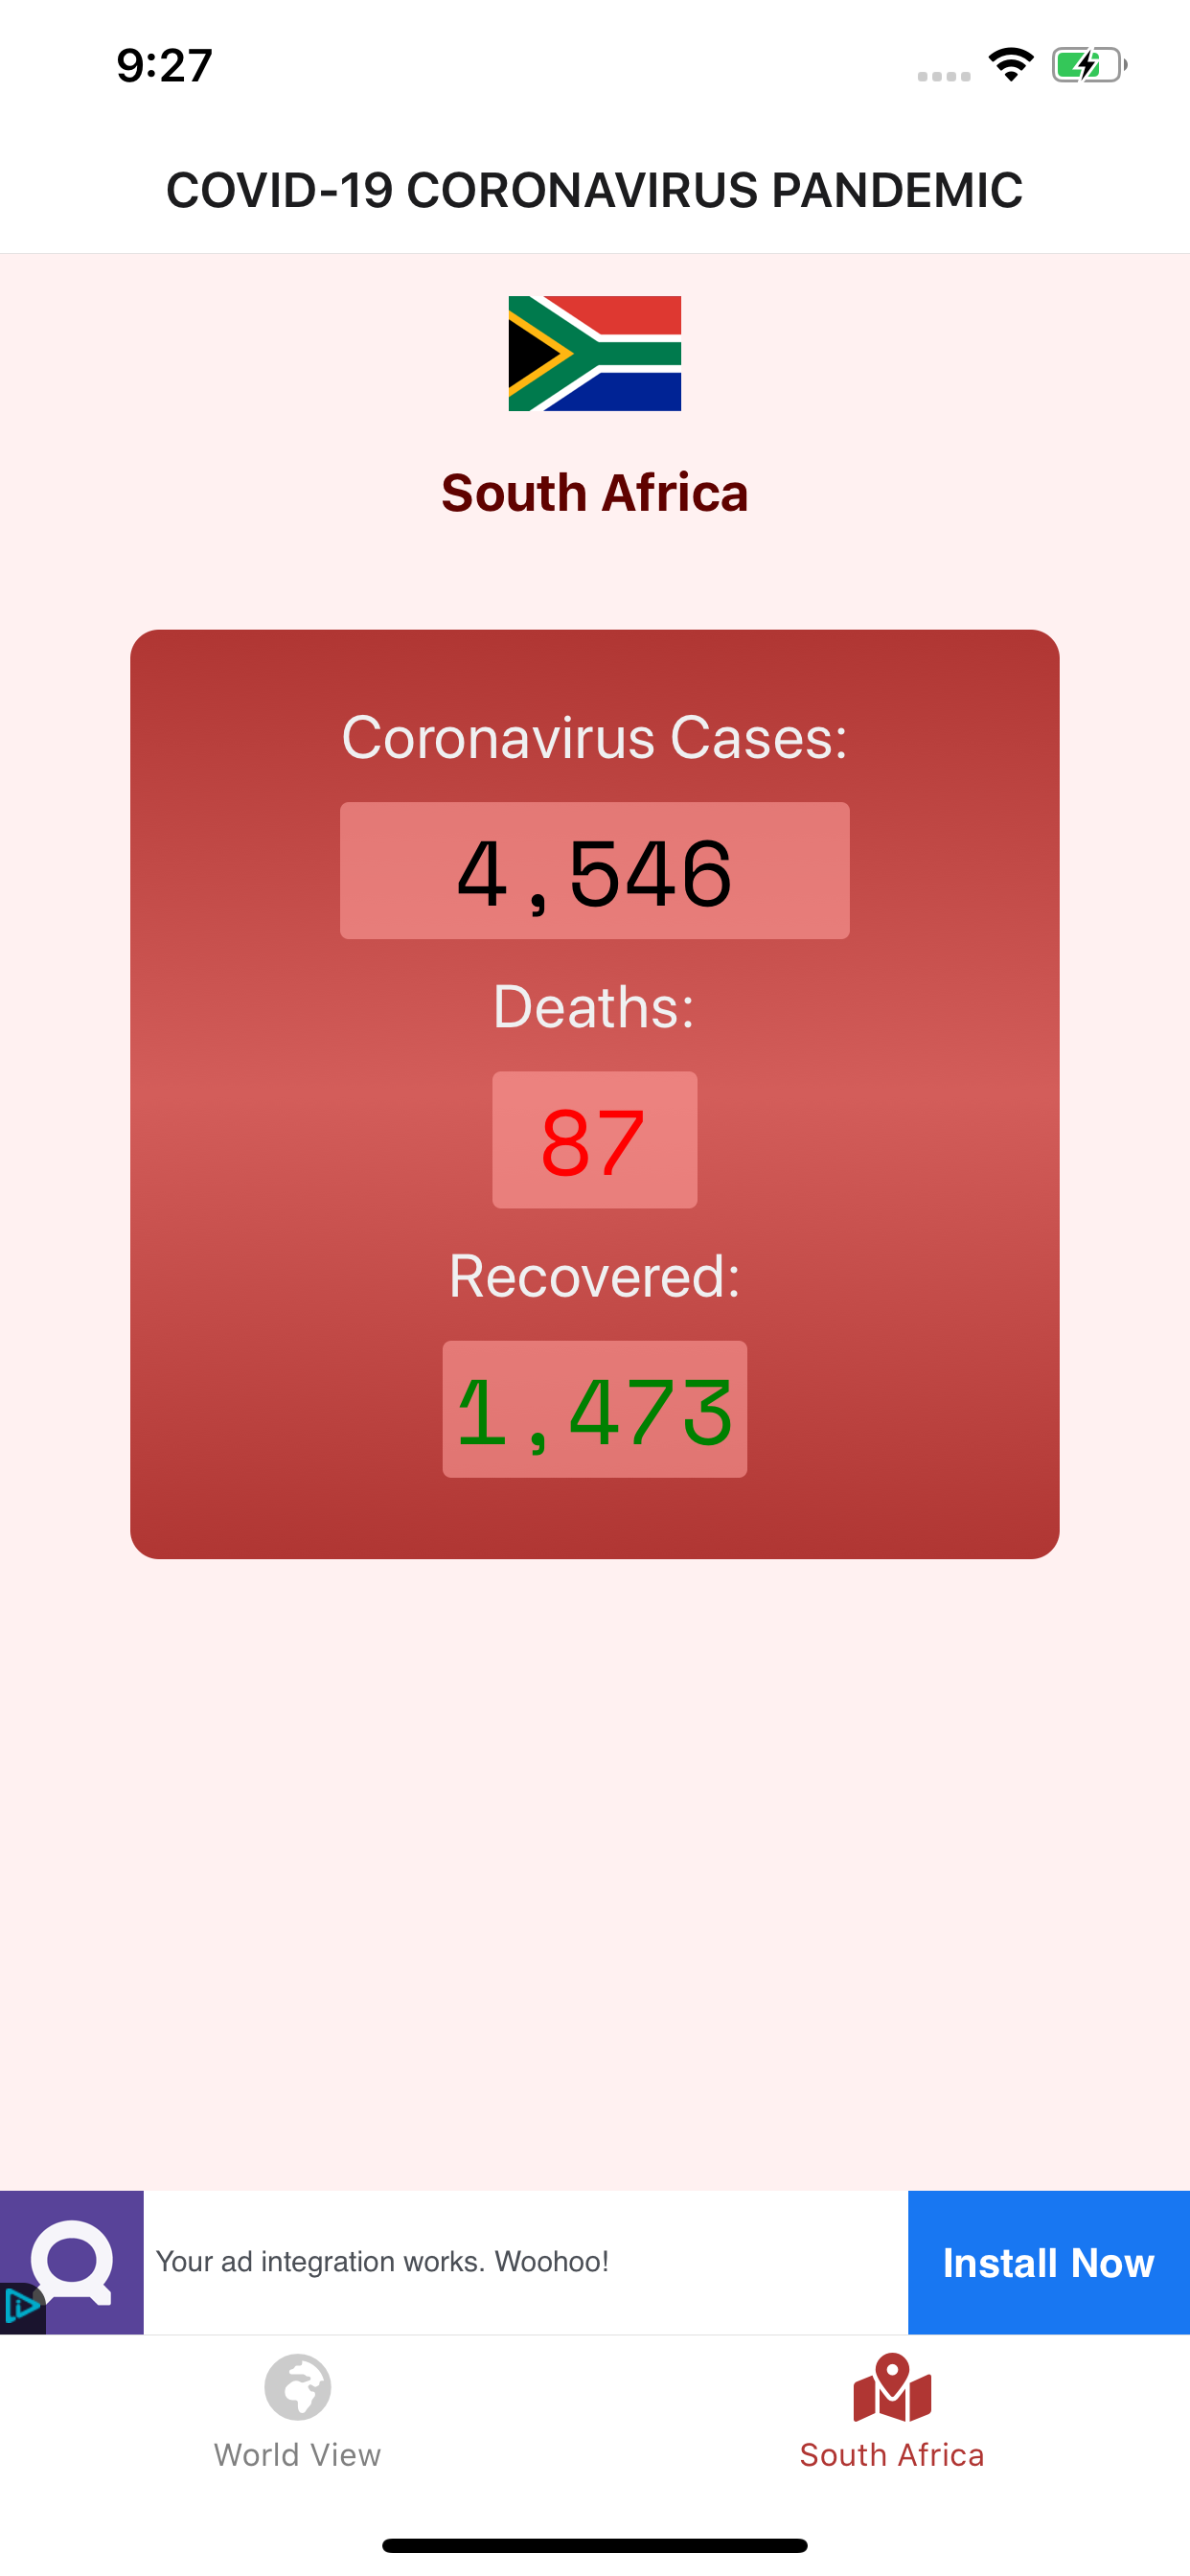 9:27
COVID-19 CORONAVIRUS PANDEMIC
South Africa
Coronavirus Cases:
4,546
Deaths:
87
Recovered:
1,473
Your ad integration works. Woohoo!
Install Now
World View
South Africa